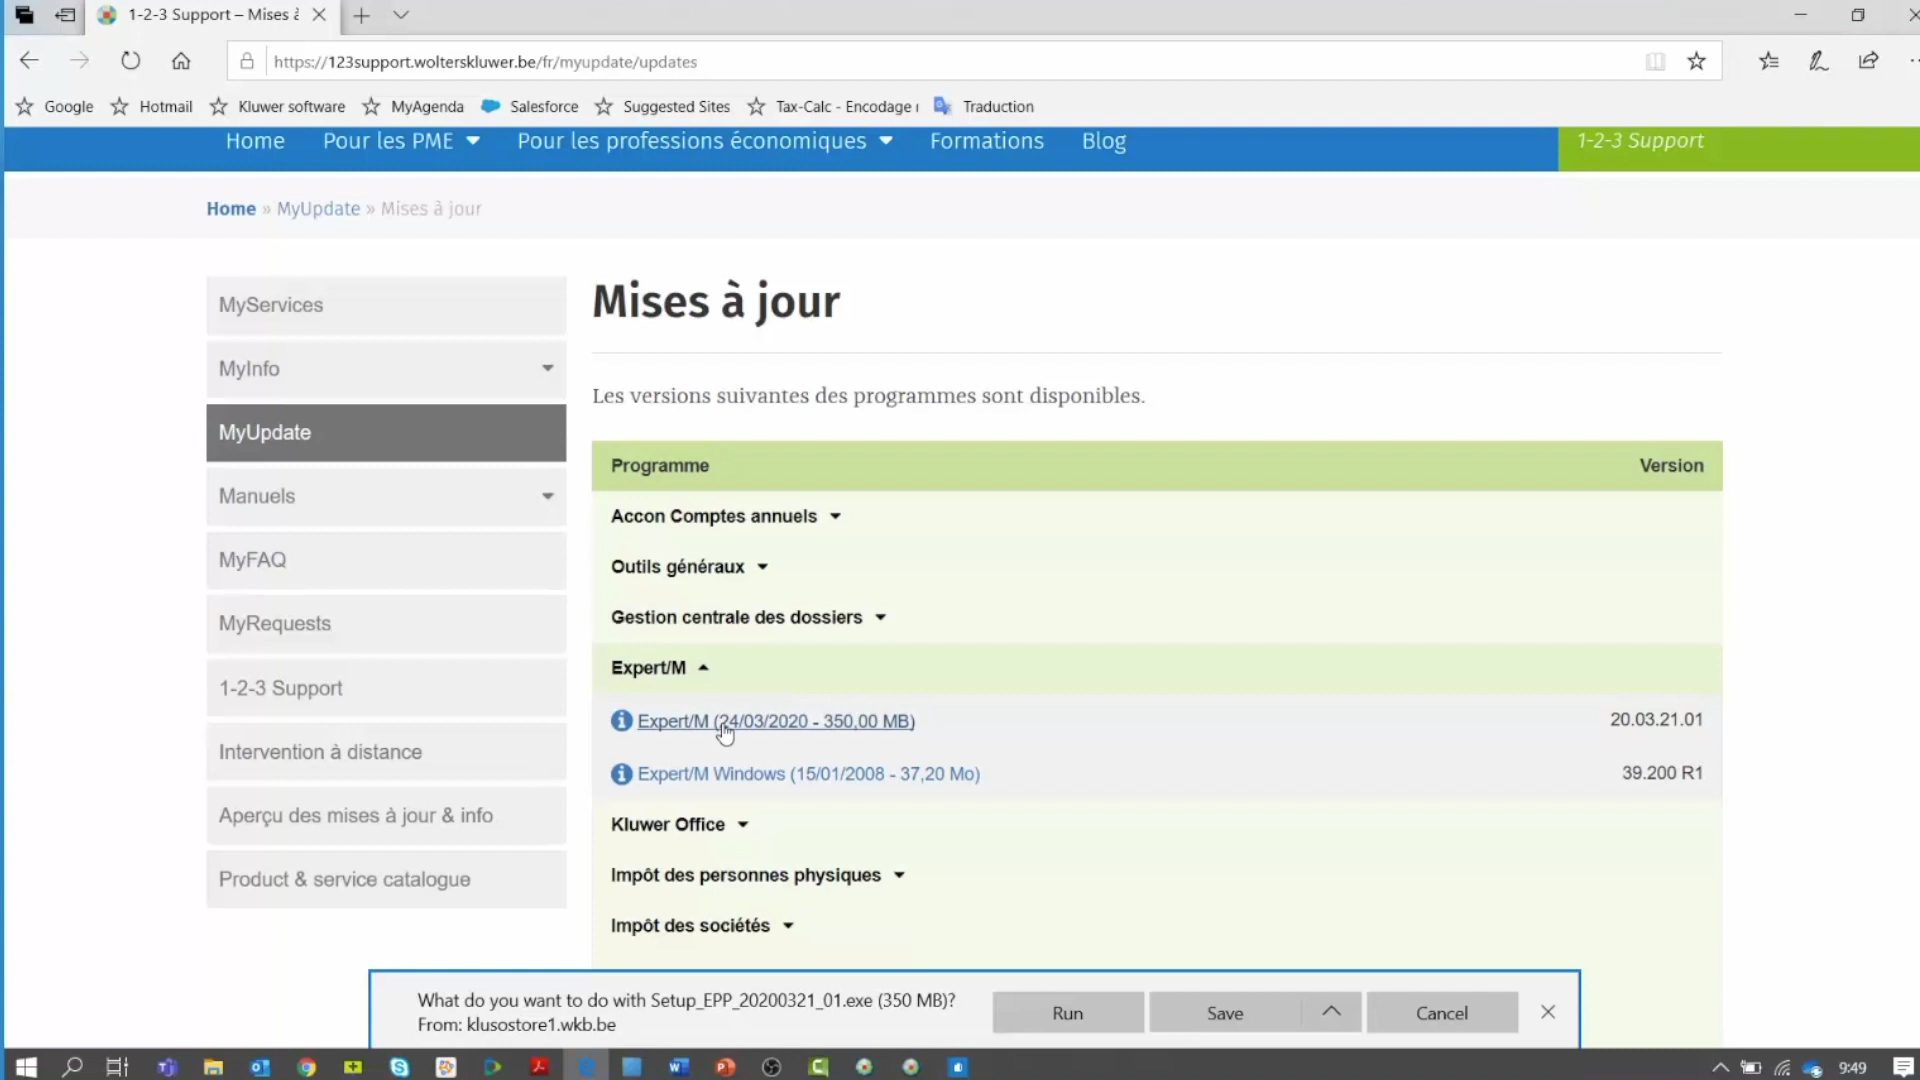 1-2-3 Support – Mises à
https://123support.wolterskluwer.be/fr/myupdate/updates
Google Hotmail Kluwer software MyAgenda Salesforce Suggested Sites Tax-Calc - Encodage Traduction
Home Pour les PME Pour les professions économiques Formations Blog 1-2-3 Support
Home » MyUpdate » Mises à jour
MyServices
MyInfo
MyUpdate
Manuels
MyFAQ
MyRequests
1-2-3 Support
Intervention à distance
Aperçu des mises à jour & info
Product & service catalogue
Mises à jour
Les versions suivantes des programmes sont disponibles.
Programme Version
Accon Comptes annuels
Outils généraux
Gestion centrale des dossiers
Expert/M
Expert/M (24/03/2020 - 350,00 MB) 20.03.21.01
Expert/M Windows (15/01/2008 - 37,20 Mo) 39.200 R1
Kluwer Office
Impôt des personnes physiques
Impôt des sociétés
What do you want to do with Setup_EPP_20200321_01.exe (350 MB)?
From: klusostore1.wkb.be
Run Save Cancel
9:49